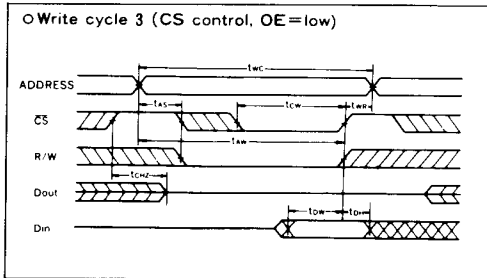 ○ Write cycle 3 (CS control, OE=low)
tWC
ADDRESS
tAS
tCW
tWR
CS
tAW
R/W
tCHZ
Dout
tDW
tDH
Din